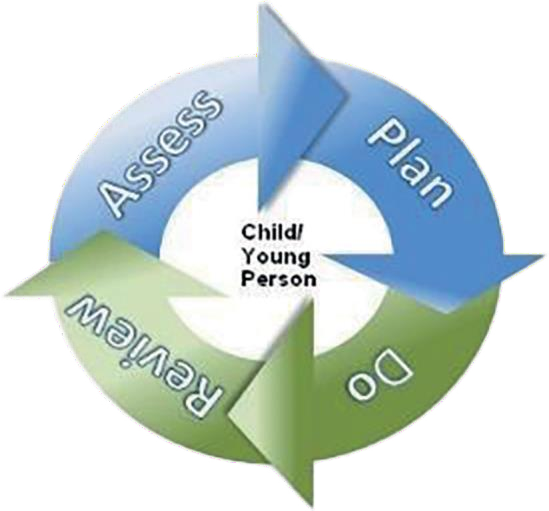 Assess
Plan
Child/
Young
Person
Do
Review